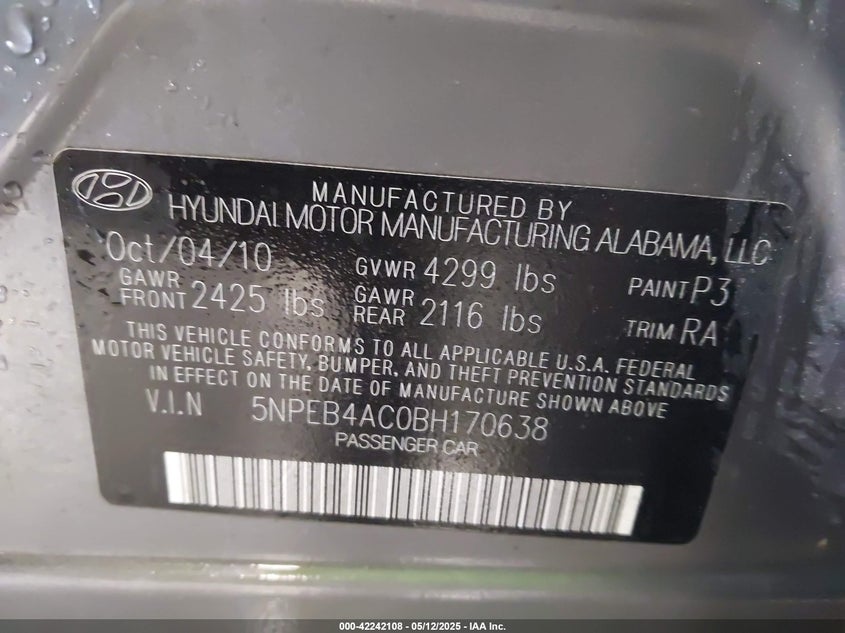 MANUFACTURED BY
HYUNDAI MOTOR MANUFACTURING ALABAMA, LLC
Oct/04/10 GVWR 4299 lbs PAINT P3
GAWR FRONT 2425 lbs GAWR REAR 2116 lbs TRIM RA
THIS VEHICLE CONFORMS TO ALL APPLICABLE U.S.A. FEDERAL
MOTOR VEHICLE SAFETY, BUMPER, AND THEFT PREVENTION STANDARDS
IN EFFECT ON THE DATE OF MANUFACTURE SHOWN ABOVE
V.I.N 5NPEB4AC0BH170638
PASSENGER CAR
000-42242108 - 05/12/2025 - IAA Inc.